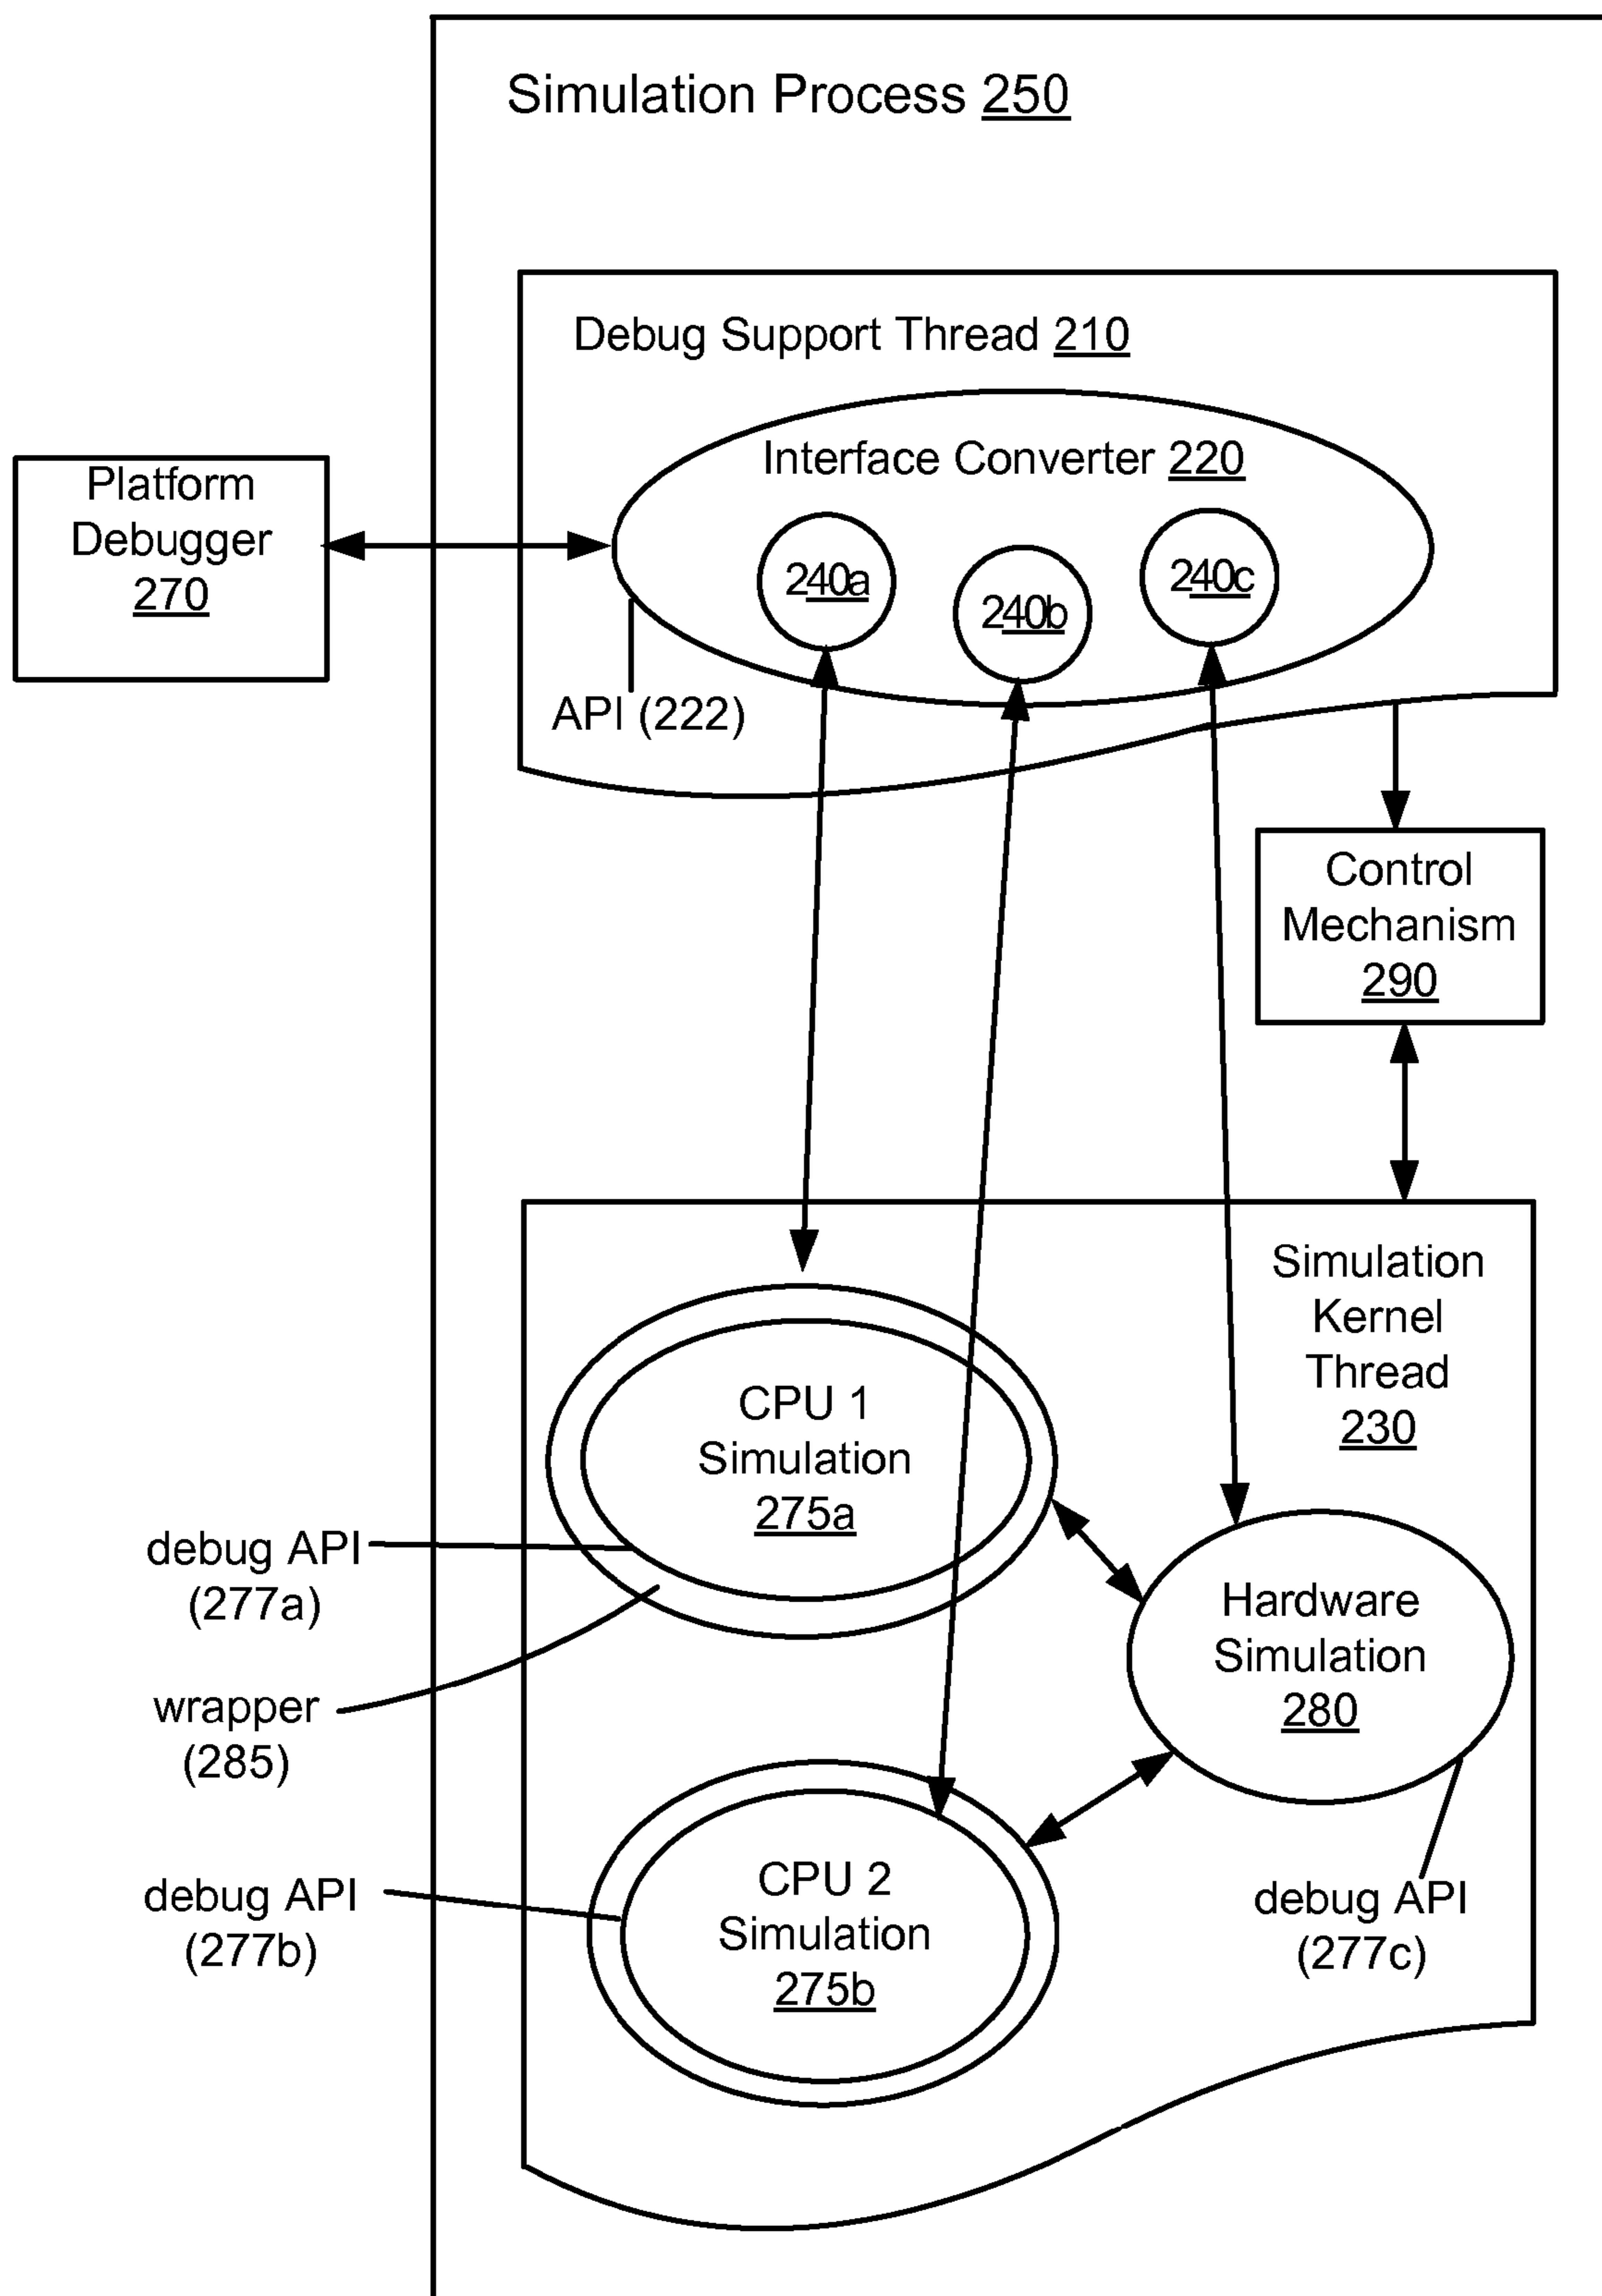 Simulation Process 250
Debug Support Thread 210
Interface Converter 220
Platform
Debugger
270
240a
240b
240c
API (222)
Control
Mechanism
290
Simulation
Kernel
Thread
230
CPU 1
Simulation
275a
debug API
(277a)
Hardware
Simulation
280
wrapper
(285)
CPU 2
Simulation
275b
debug API
(277b)
debug API
(277c)